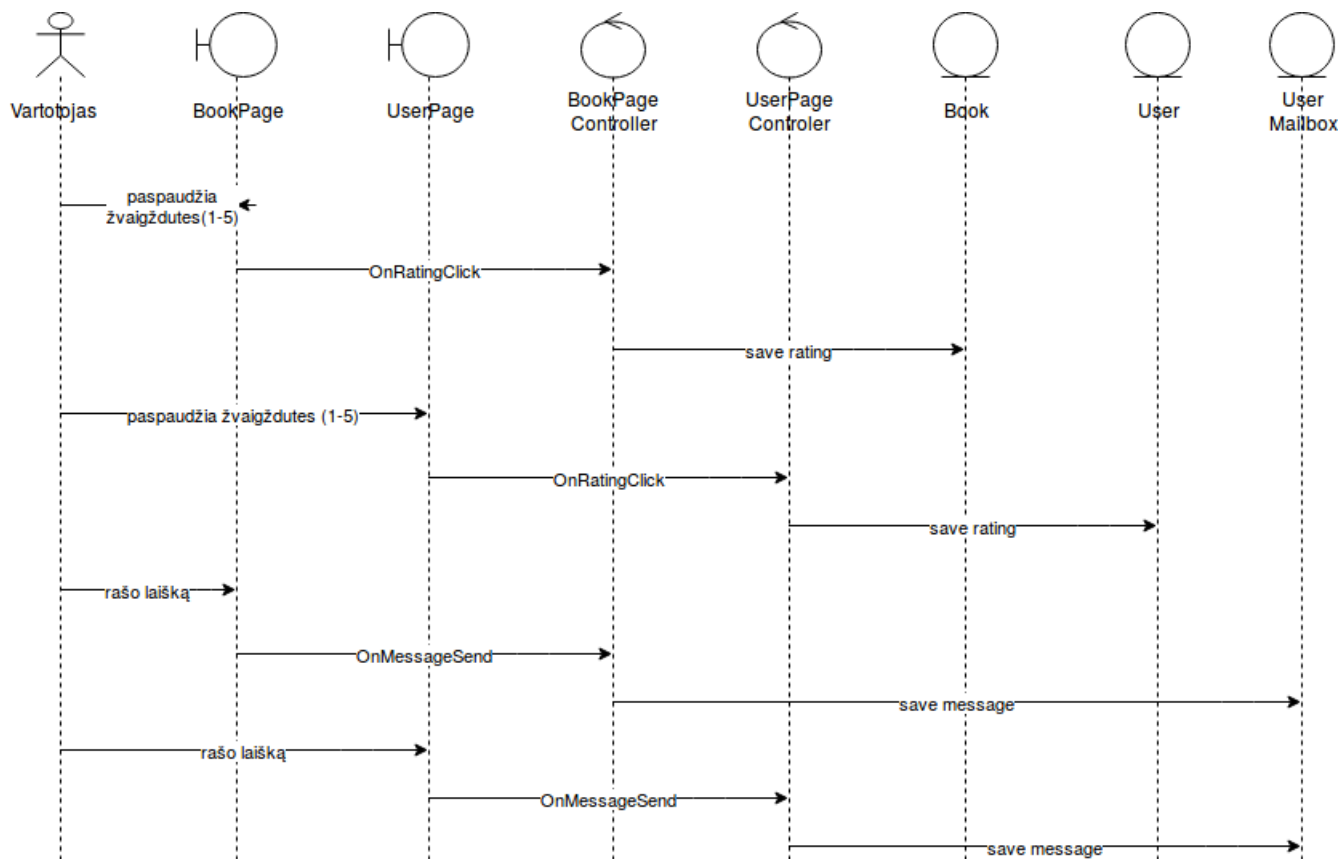 Vartotojas
BookPage
UserPage
BookPage
Controller
UserPage
Controler
Book
User
User
Mailbox
paspaudžia
žvaigždutes(1-5)
OnRatingClick
save rating
paspaudžia žvaigždutes (1-5)
OnRatingClick
save rating
rašo laišką
OnMessageSend
save message
rašo laišką
OnMessageSend
save message